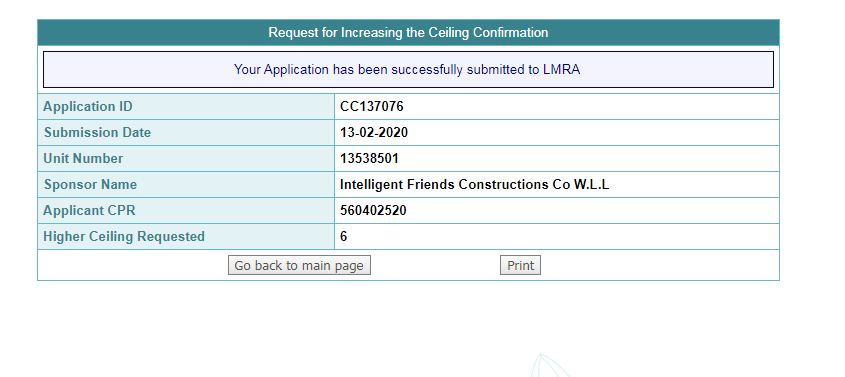 Request for Increasing the Ceiling Confirmation
Your Application has been successfully submitted to LMRA
Application ID CC137076
Submission Date 13-02-2020
Unit Number 13538501
Sponsor Name Intelligent Friends Constructions Co W.L.L
Applicant CPR 560402520
Higher Ceiling Requested 6
Go back to main page Print